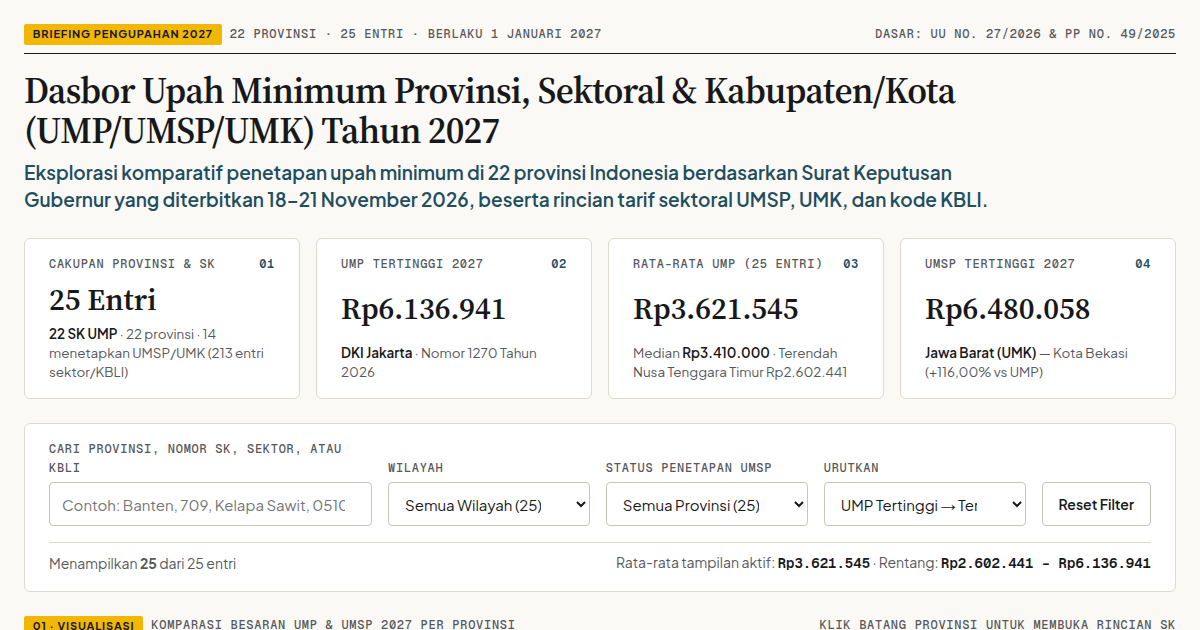 BRIEFING PENGUPAHAN 2027 22 PROVINSI · 25 ENTRI · BERLAKU 1 JANUARI 2027 DASAR: UU NO. 27/2026 & PP NO. 49/2025
Dasbor Upah Minimum Provinsi, Sektoral & Kabupaten/Kota
(UMP/UMSP/UMK) Tahun 2027
Eksplorasi komparatif penetapan upah minimum di 22 provinsi Indonesia berdasarkan Surat Keputusan
Gubernur yang diterbitkan 18–21 November 2026, beserta rincian tarif sektoral UMSP, UMK, dan kode KBLI.
CAKUPAN PROVINSI & SK 01
25 Entri
22 SK UMP · 22 provinsi · 14
menetapkan UMSP/UMK (213 entri
sektor/KBLI)
UMP TERTINGGI 2027 02
Rp6.136.941
DKI Jakarta · Nomor 1270 Tahun
2026
RATA-RATA UMP (25 ENTRI) 03
Rp3.621.545
Median Rp3.410.000 · Terendah
Nusa Tenggara Timur Rp2.602.441
UMSP TERTINGGI 2027 04
Rp6.480.058
Jawa Barat (UMK) — Kota Bekasi
(+116,00% vs UMP)
CARI PROVINSI, NOMOR SK, SEKTOR, ATAU
KBLI
Contoh: Banten, 709, Kelapa Sawit, 0510
WILAYAH
Semua Wilayah (25)
STATUS PENETAPAN UMSP
Semua Provinsi (25)
URUTKAN
UMP Tertinggi → Ter
Reset Filter
Menampilkan 25 dari 25 entri
Rata-rata tampilan aktif: Rp3.621.545 · Rentang: Rp2.602.441 – Rp6.136.941
01 · VISUALISASI KOMPARASI BESARAN UMP & UMSP 2027 PER PROVINSI KLIK BATANG PROVINSI UNTUK MEMBUKA RINCIAN SK